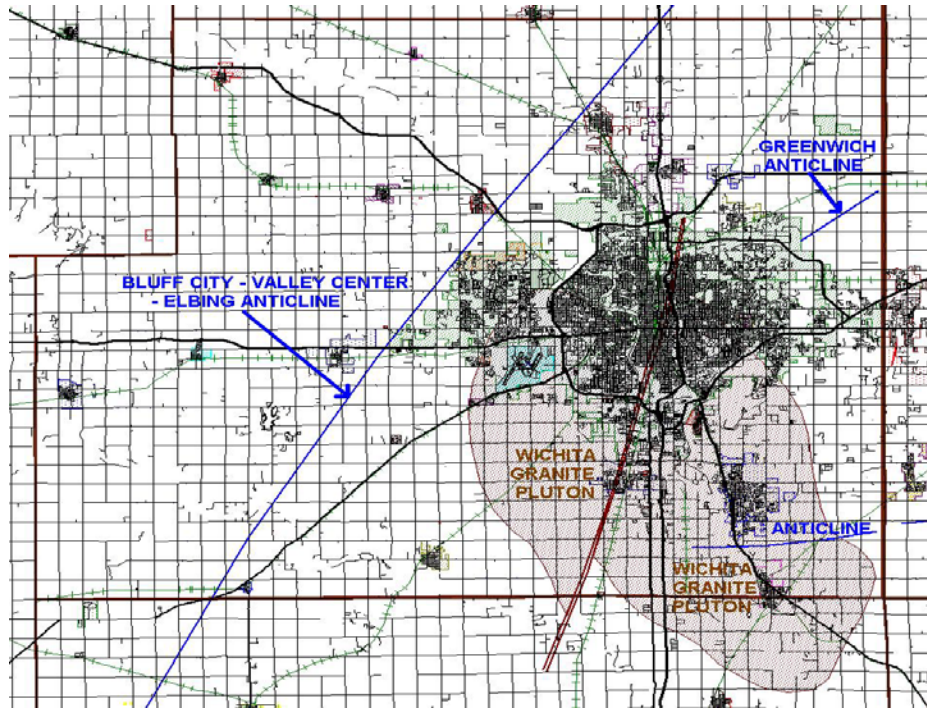 GREENWICH
ANTICLINE
BLUFF CITY - VALLEY CENTER
- ELBING ANTICLINE
WICHITA
GRANITE
PLUTON
ANTICLINE
WICHITA
GRANITE
PLUTON